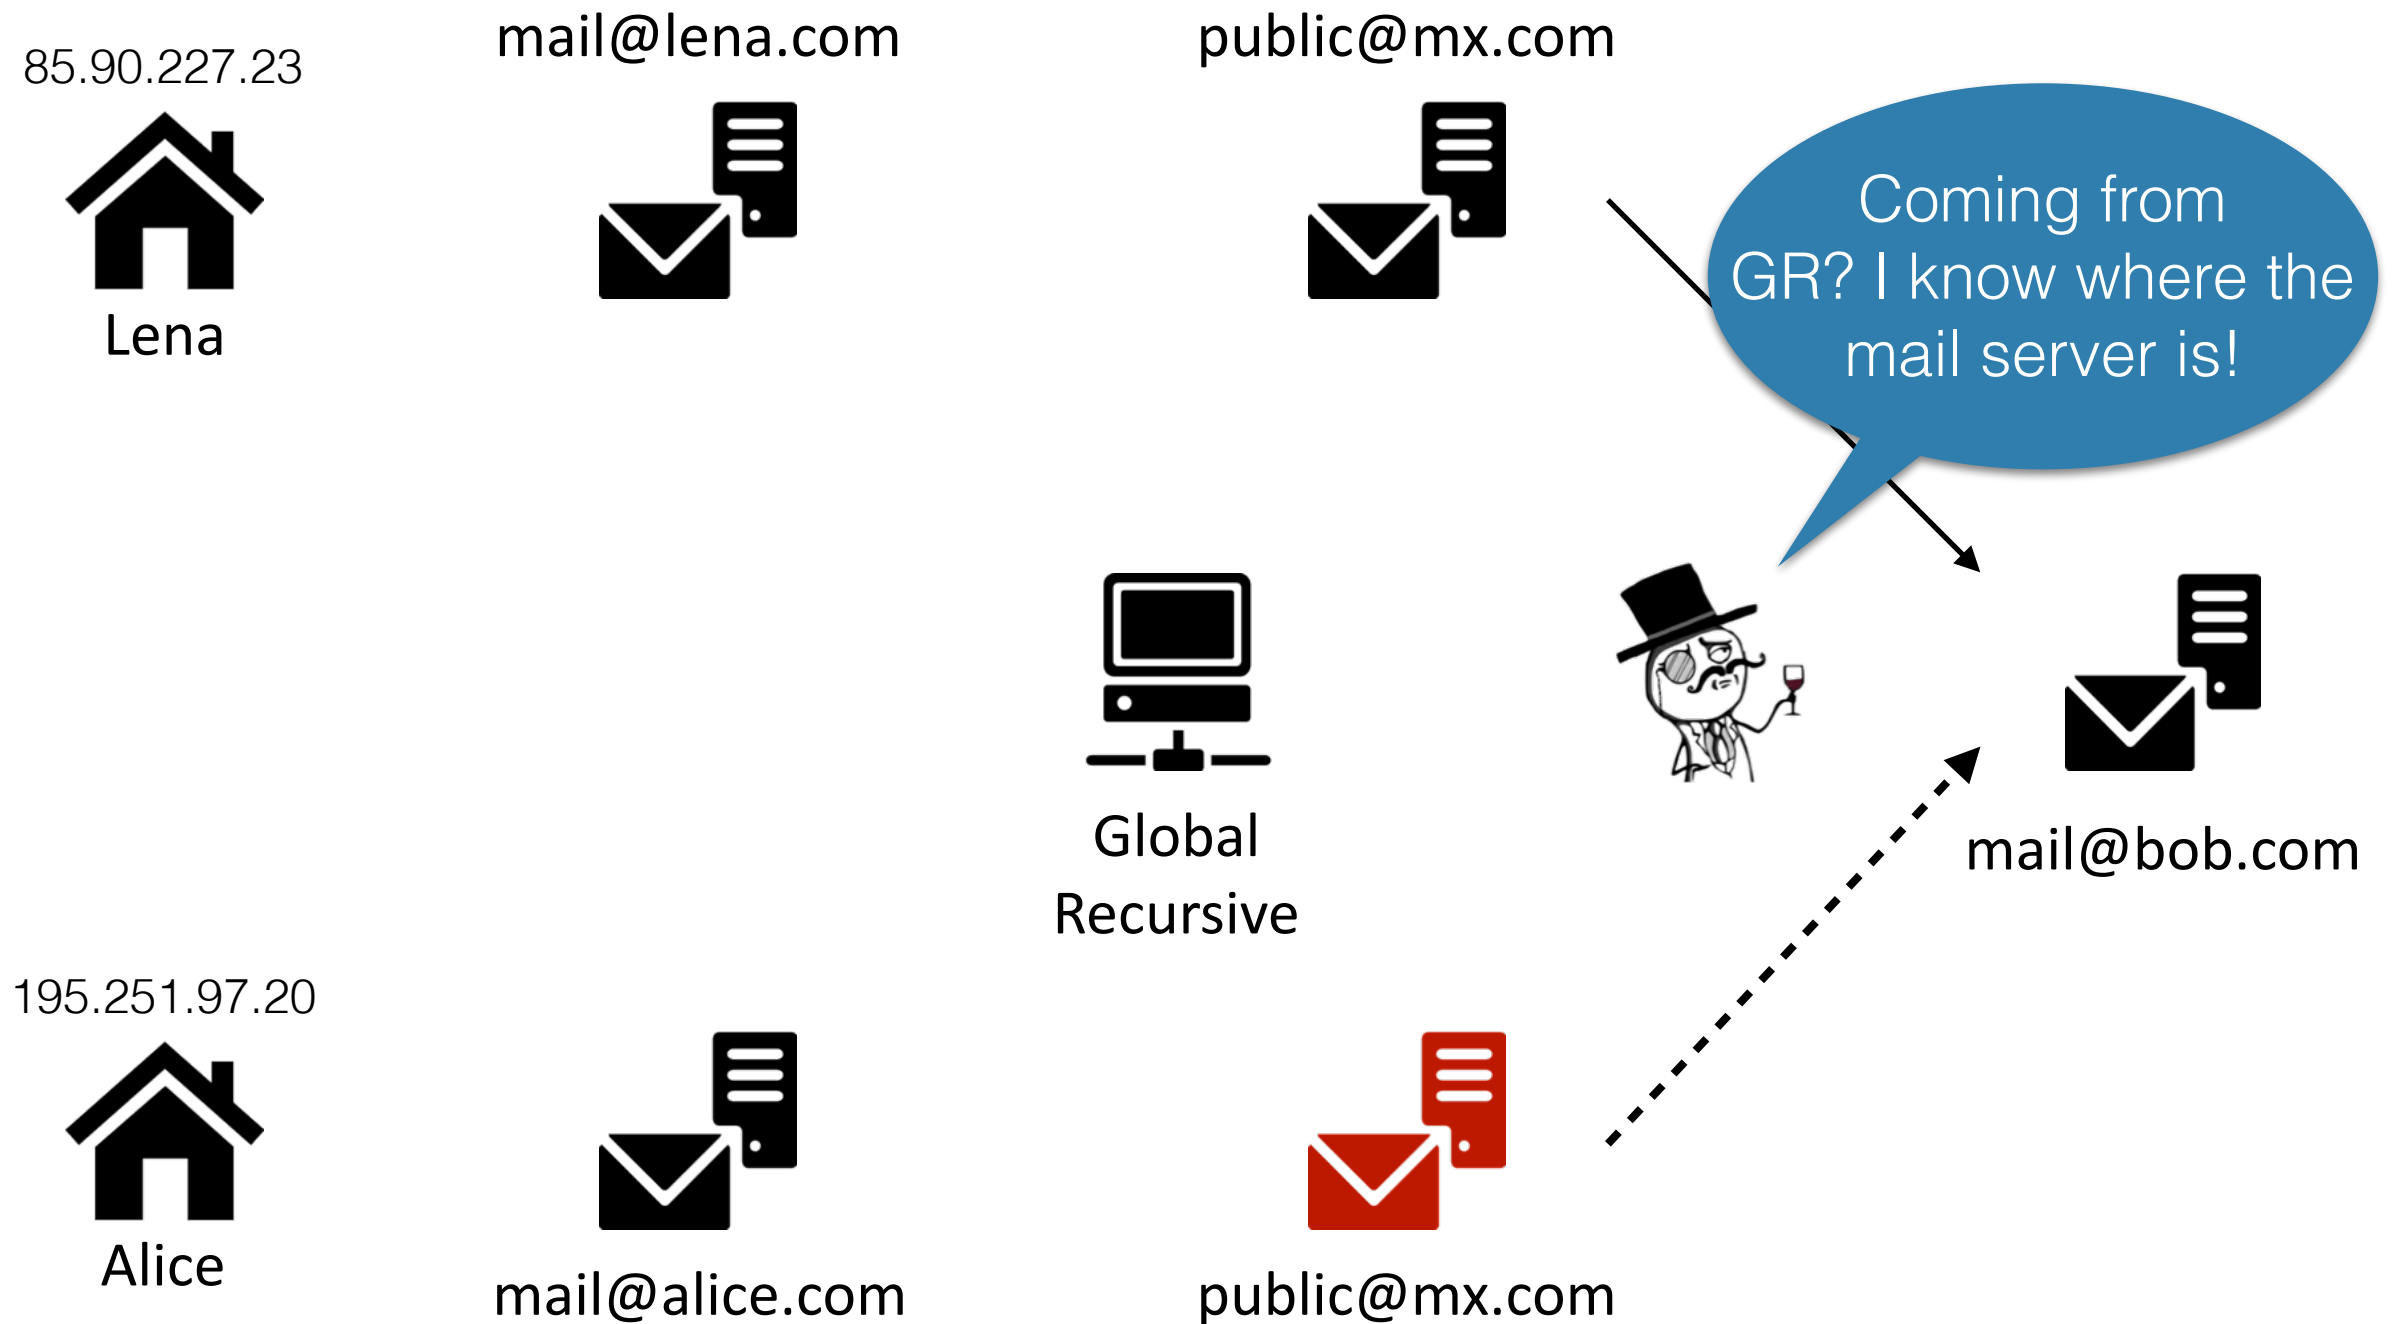 mail@lena.com
public@mx.com
85.90.227.23
Lena
Coming from
GR? I know where the
mail server is!
Global
Recursive
mail@bob.com
195.251.97.20
Alice
mail@alice.com
public@mx.com